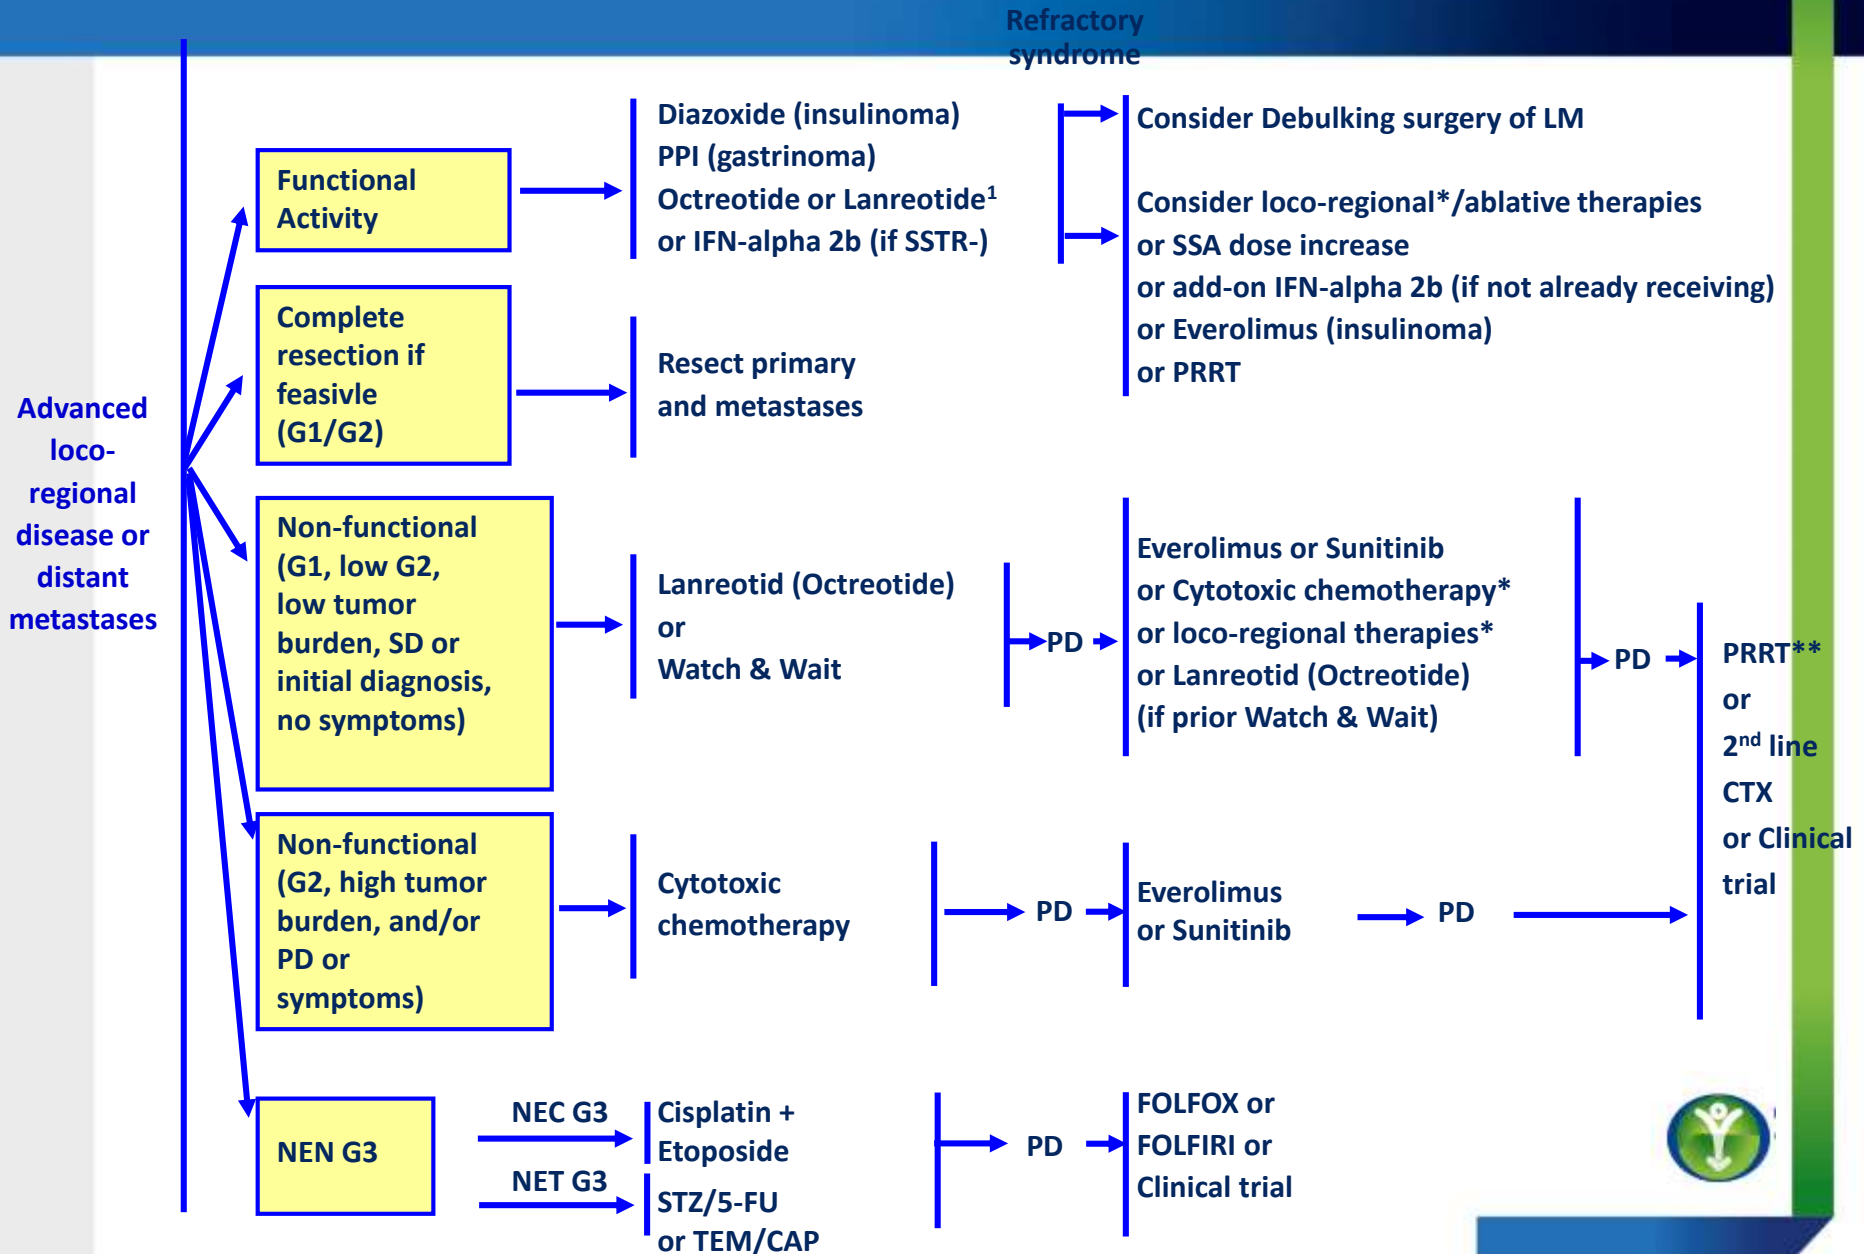 Refractory
syndrome
Advanced
loco-
regional
disease or
distant
metastases
Functional
Activity
Diazoxide (insulinoma)
PPI (gastrinoma)
Octreotide or Lanreotide¹
or IFN-alpha 2b (if SSTR-)
Consider Debulking surgery of LM
Consider loco-regional*/ablative therapies
or SSA dose increase
or add-on IFN-alpha 2b (if not already receiving)
or Everolimus (insulinoma)
or PRRT
Complete
resection if
feasivle
(G1/G2)
Resect primary
and metastases
Non-functional
(G1, low G2,
low tumor
burden, SD or
initial diagnosis,
no symptoms)
Lanreotid (Octreotide)
or
Watch & Wait
PD
Everolimus or Sunitinib
or Cytotoxic chemotherapy*
or loco-regional therapies*
or Lanreotid (Octreotide)
(if prior Watch & Wait)
PD
PRRT**
or
2nd line
CTX
or Clinical
trial
Non-functional
(G2, high tumor
burden, and/or
PD or
symptoms)
Cytotoxic
chemotherapy
PD
Everolimus
or Sunitinib
PD
NEN G3
NEC G3
Cisplatin +
Etoposide
NET G3
STZ/5-FU
or TEM/CAP
PD
FOLFOX or
FOLFIRI or
Clinical trial